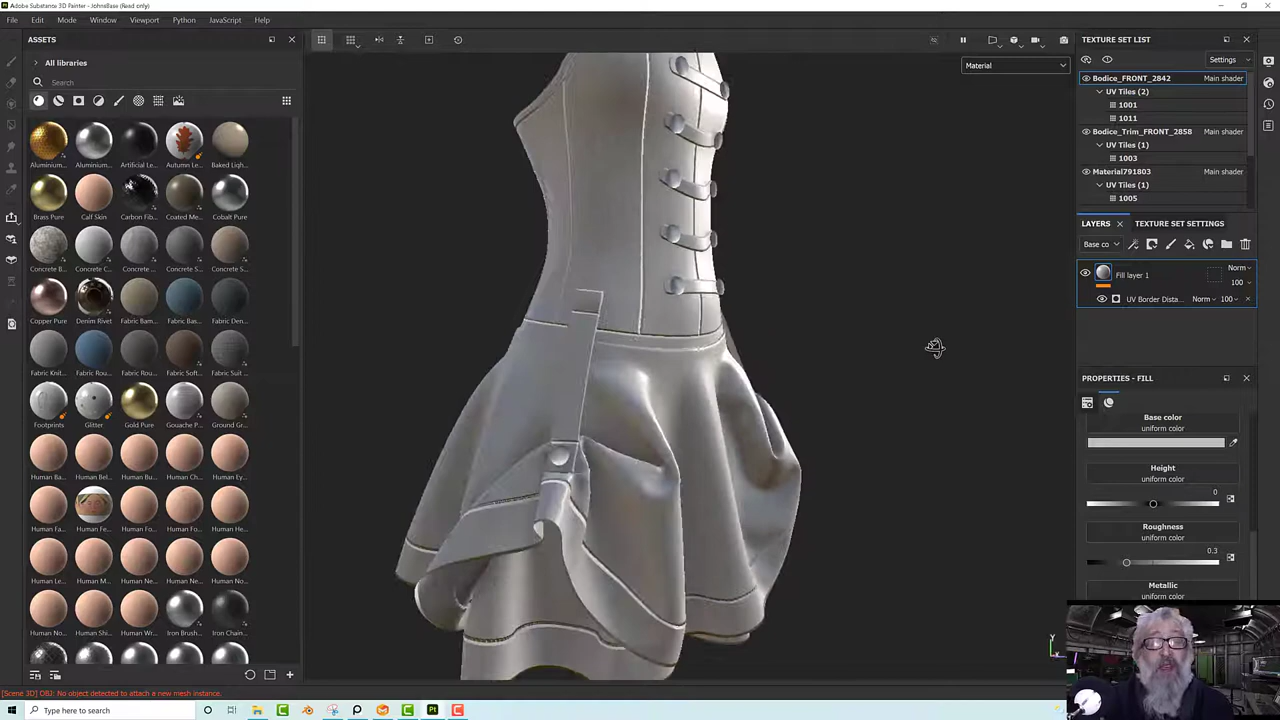 Adobe Substance 3D Painter - JohneBase (Read only)
File Edit Mode Window Viewport Python JavaScript Help
ASSETS
All libraries
Search
Aluminium... Aluminium... Artificial Le... Autumn Le... Baked Ligh...
Brass Pure Calf Skin Carbon Fib... Coated Me... Cobalt Pure
Concrete B... Concrete C... Concrete ... Concrete S... Concrete S...
Copper Pure Denim Rivet Fabric Bam... Fabric Bas... Fabric Den...
Fabric Knit... Fabric Rou... Fabric Rou... Fabric Soft... Fabric Suit ...
Footprints Glitter Gold Pure Gouache P... Ground Gr...
Human Ba... Human Bel... Human Bu... Human Ch... Human Ey...
Human Fa... Human Fe... Human Fo... Human Fo... Human He...
Human Le... Human M... Human Ne... Human Ne... Human No...
Human No... Human Shi... Human Wr... Iron Brush... Iron Chain...
Material
TEXTURE SET LIST
Settings
Bodice_FRONT_2842 Main shader
UV Tiles (2)
1001
1011
Bodice_Trim_FRONT_2858 Main shader
UV Tiles (1)
1003
Material791803 Main shader
UV Tiles (1)
1005
LAYERS TEXTURE SET SETTINGS
Base co
Fill layer 1 Norm
100
UV Border Dista... Norm 100
PROPERTIES - FILL
Base color
uniform color
Height
uniform color
0
Roughness
uniform color
0.3
Metallic
uniform color
Y
[Scene 3D] OBJ: No object detected to attach a new mesh instance.
Type here to search
Pt